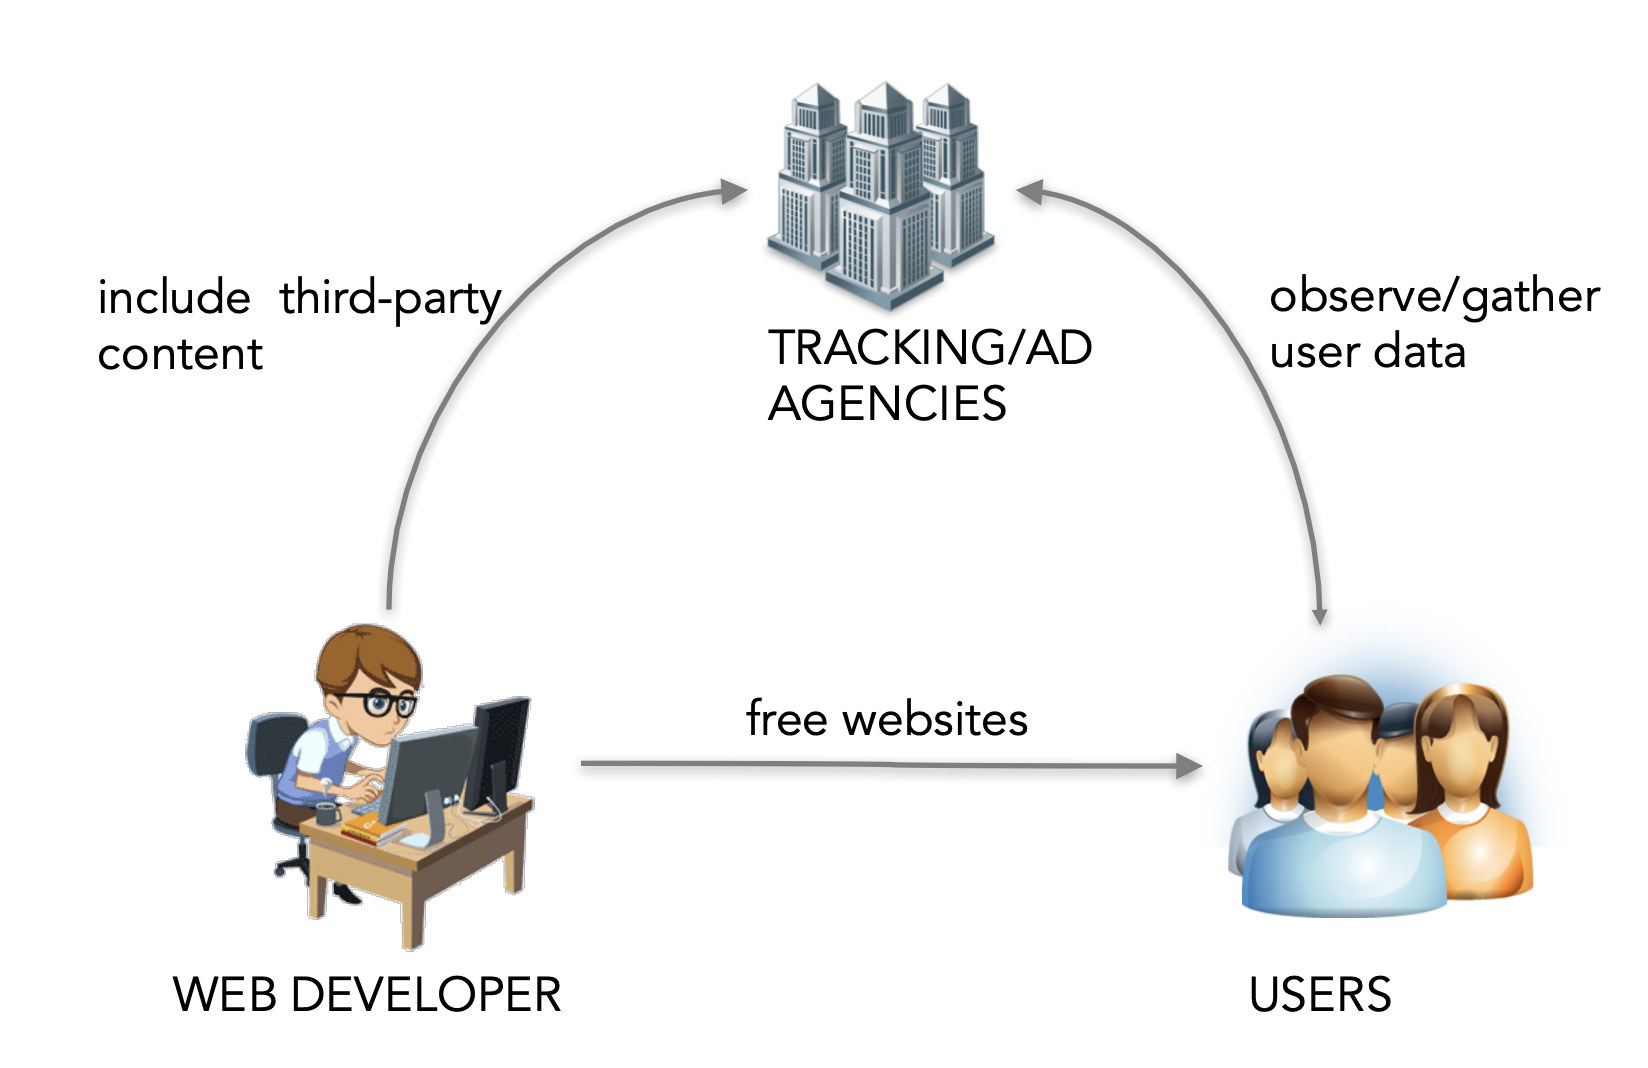 include third-party
content
TRACKING/AD
AGENCIES
observe/gather
user data
free websites
WEB DEVELOPER
USERS